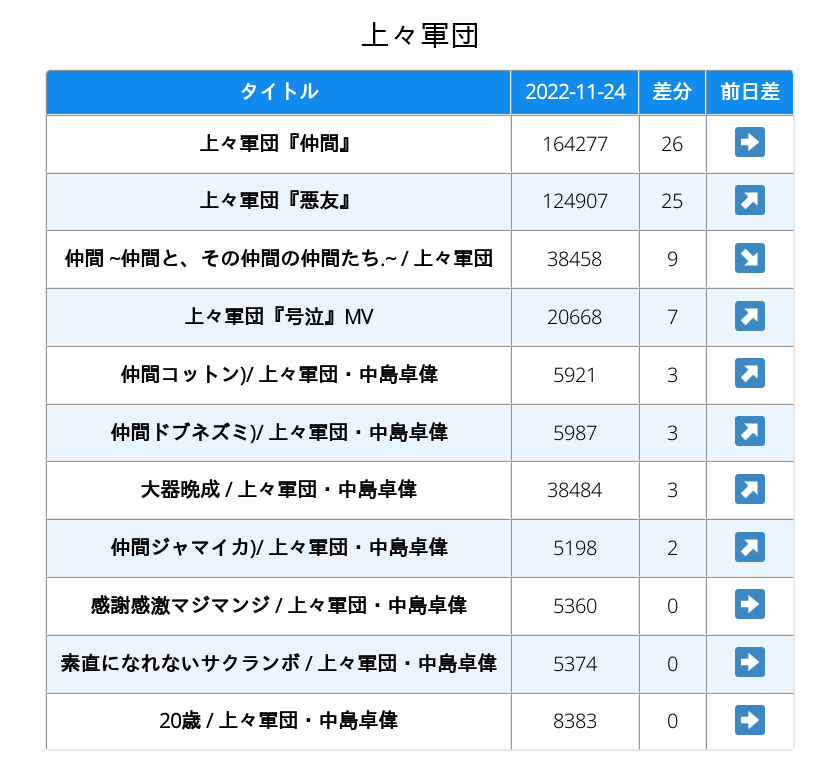 上々軍団
タイトル 2022-11-24 差分 前日差
上々軍団『仲間』 164277 26 ➡
上々軍団『悪友』 124907 25 ↗
仲間 ~仲間と、その仲間の仲間たち.~ / 上々軍団 38458 9 ↘
上々軍団『号泣』MV 20668 7 ↗
仲間コットン)/ 上々軍団・中島卓偉 5921 3 ↗
仲間ドブネズミ)/ 上々軍団・中島卓偉 5987 3 ↗
大器晩成 / 上々軍団・中島卓偉 38484 3 ↗
仲間ジャマイカ)/ 上々軍団・中島卓偉 5198 2 ↗
感謝感激マジマンジ / 上々軍団・中島卓偉 5360 0 ➡
素直になれないサクランボ / 上々軍団・中島卓偉 5374 0 ➡
20歳 / 上々軍団・中島卓偉 8383 0 ➡